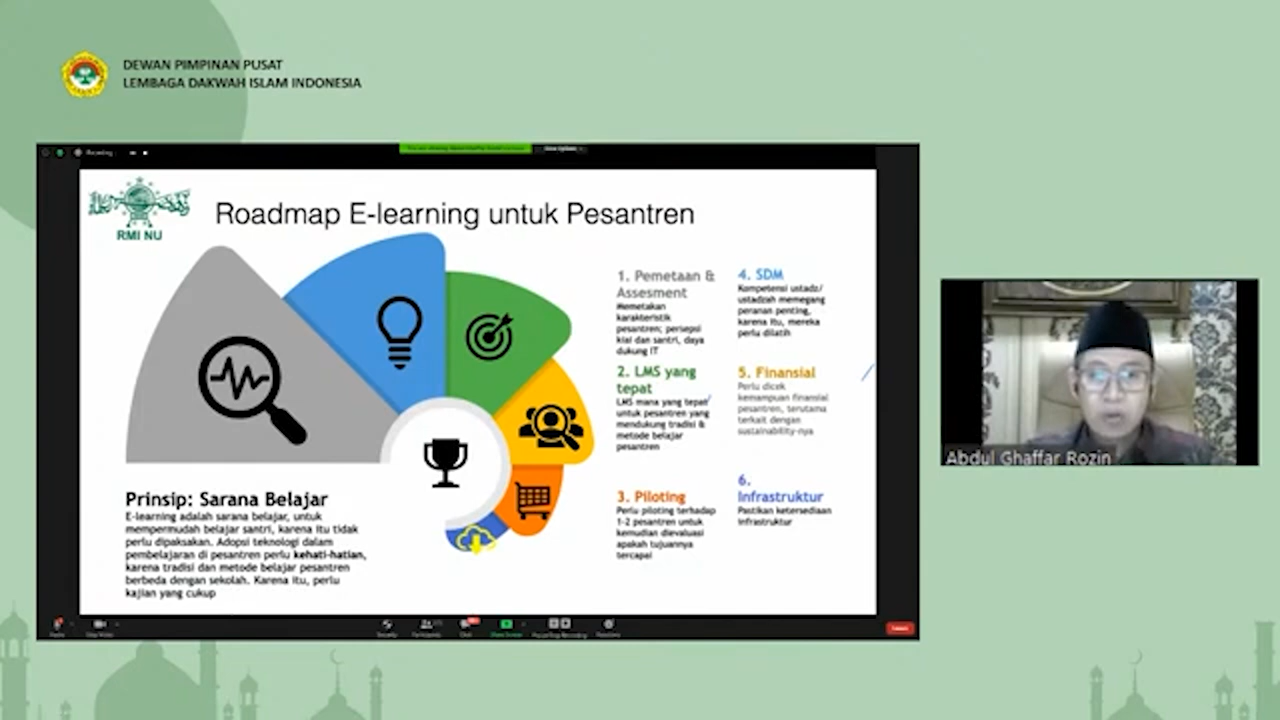 DEWAN PIMPINAN PUSAT
LEMBAGA DAKWAH ISLAM INDONESIA
Recording
RMI NU
Roadmap E-learning untuk Pesantren
1. Pemetaan &
Assesment
Memetakan
karakteristik
pesantren; persepsi
kiai dan santri, daya
dukung IT
2. LMS yang
tepat
LMS mana yang tepat
untuk pesantren yang
mendukung tradisi &
metode belajar
pesantren
3. Piloting
Perlu piloting terhadap
1-2 pesantren untuk
kemudian dievaluasi
apakah tujuannya
tercapai
4. SDM
Kompetensi ustadz/
ustadzah memegang
peranan penting,
karena itu, mereka
perlu dilatih
5. Finansial
Perlu dicek
kemampuan finansial
pesantren, terutama
terkait dengan
sustainability-nya
6.
Infrastruktur
Pastikan ketersediaan
infrastruktur
Prinsip: Sarana Belajar
E-learning adalah sarana belajar, untuk
mempermudah belajar santri, karena itu tidak
perlu dipaksakan. Adopsi teknologi dalam
pembelajaran di pesantren perlu kehati-hatian,
karena tradisi dan metode belajar pesantren
berbeda dengan sekolah. Karena itu, perlu
kajian yang cukup
Abdul Ghaffar Rozin